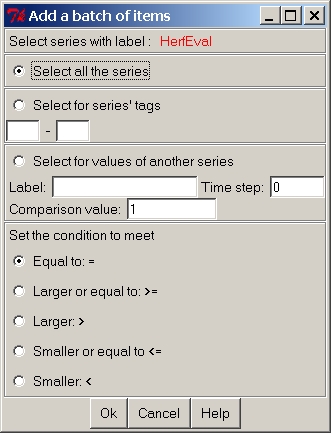 Add a batch of items
Select series with label : HerfEval
Select all the series
Select for series' tags
-
Select for values of another series
Label: Time step: 0
Comparison value: 1
Set the condition to meet
Equal to: =
Larger or equal to: >=
Larger: >
Smaller or equal to <=
Smaller: <
Ok Cancel Help